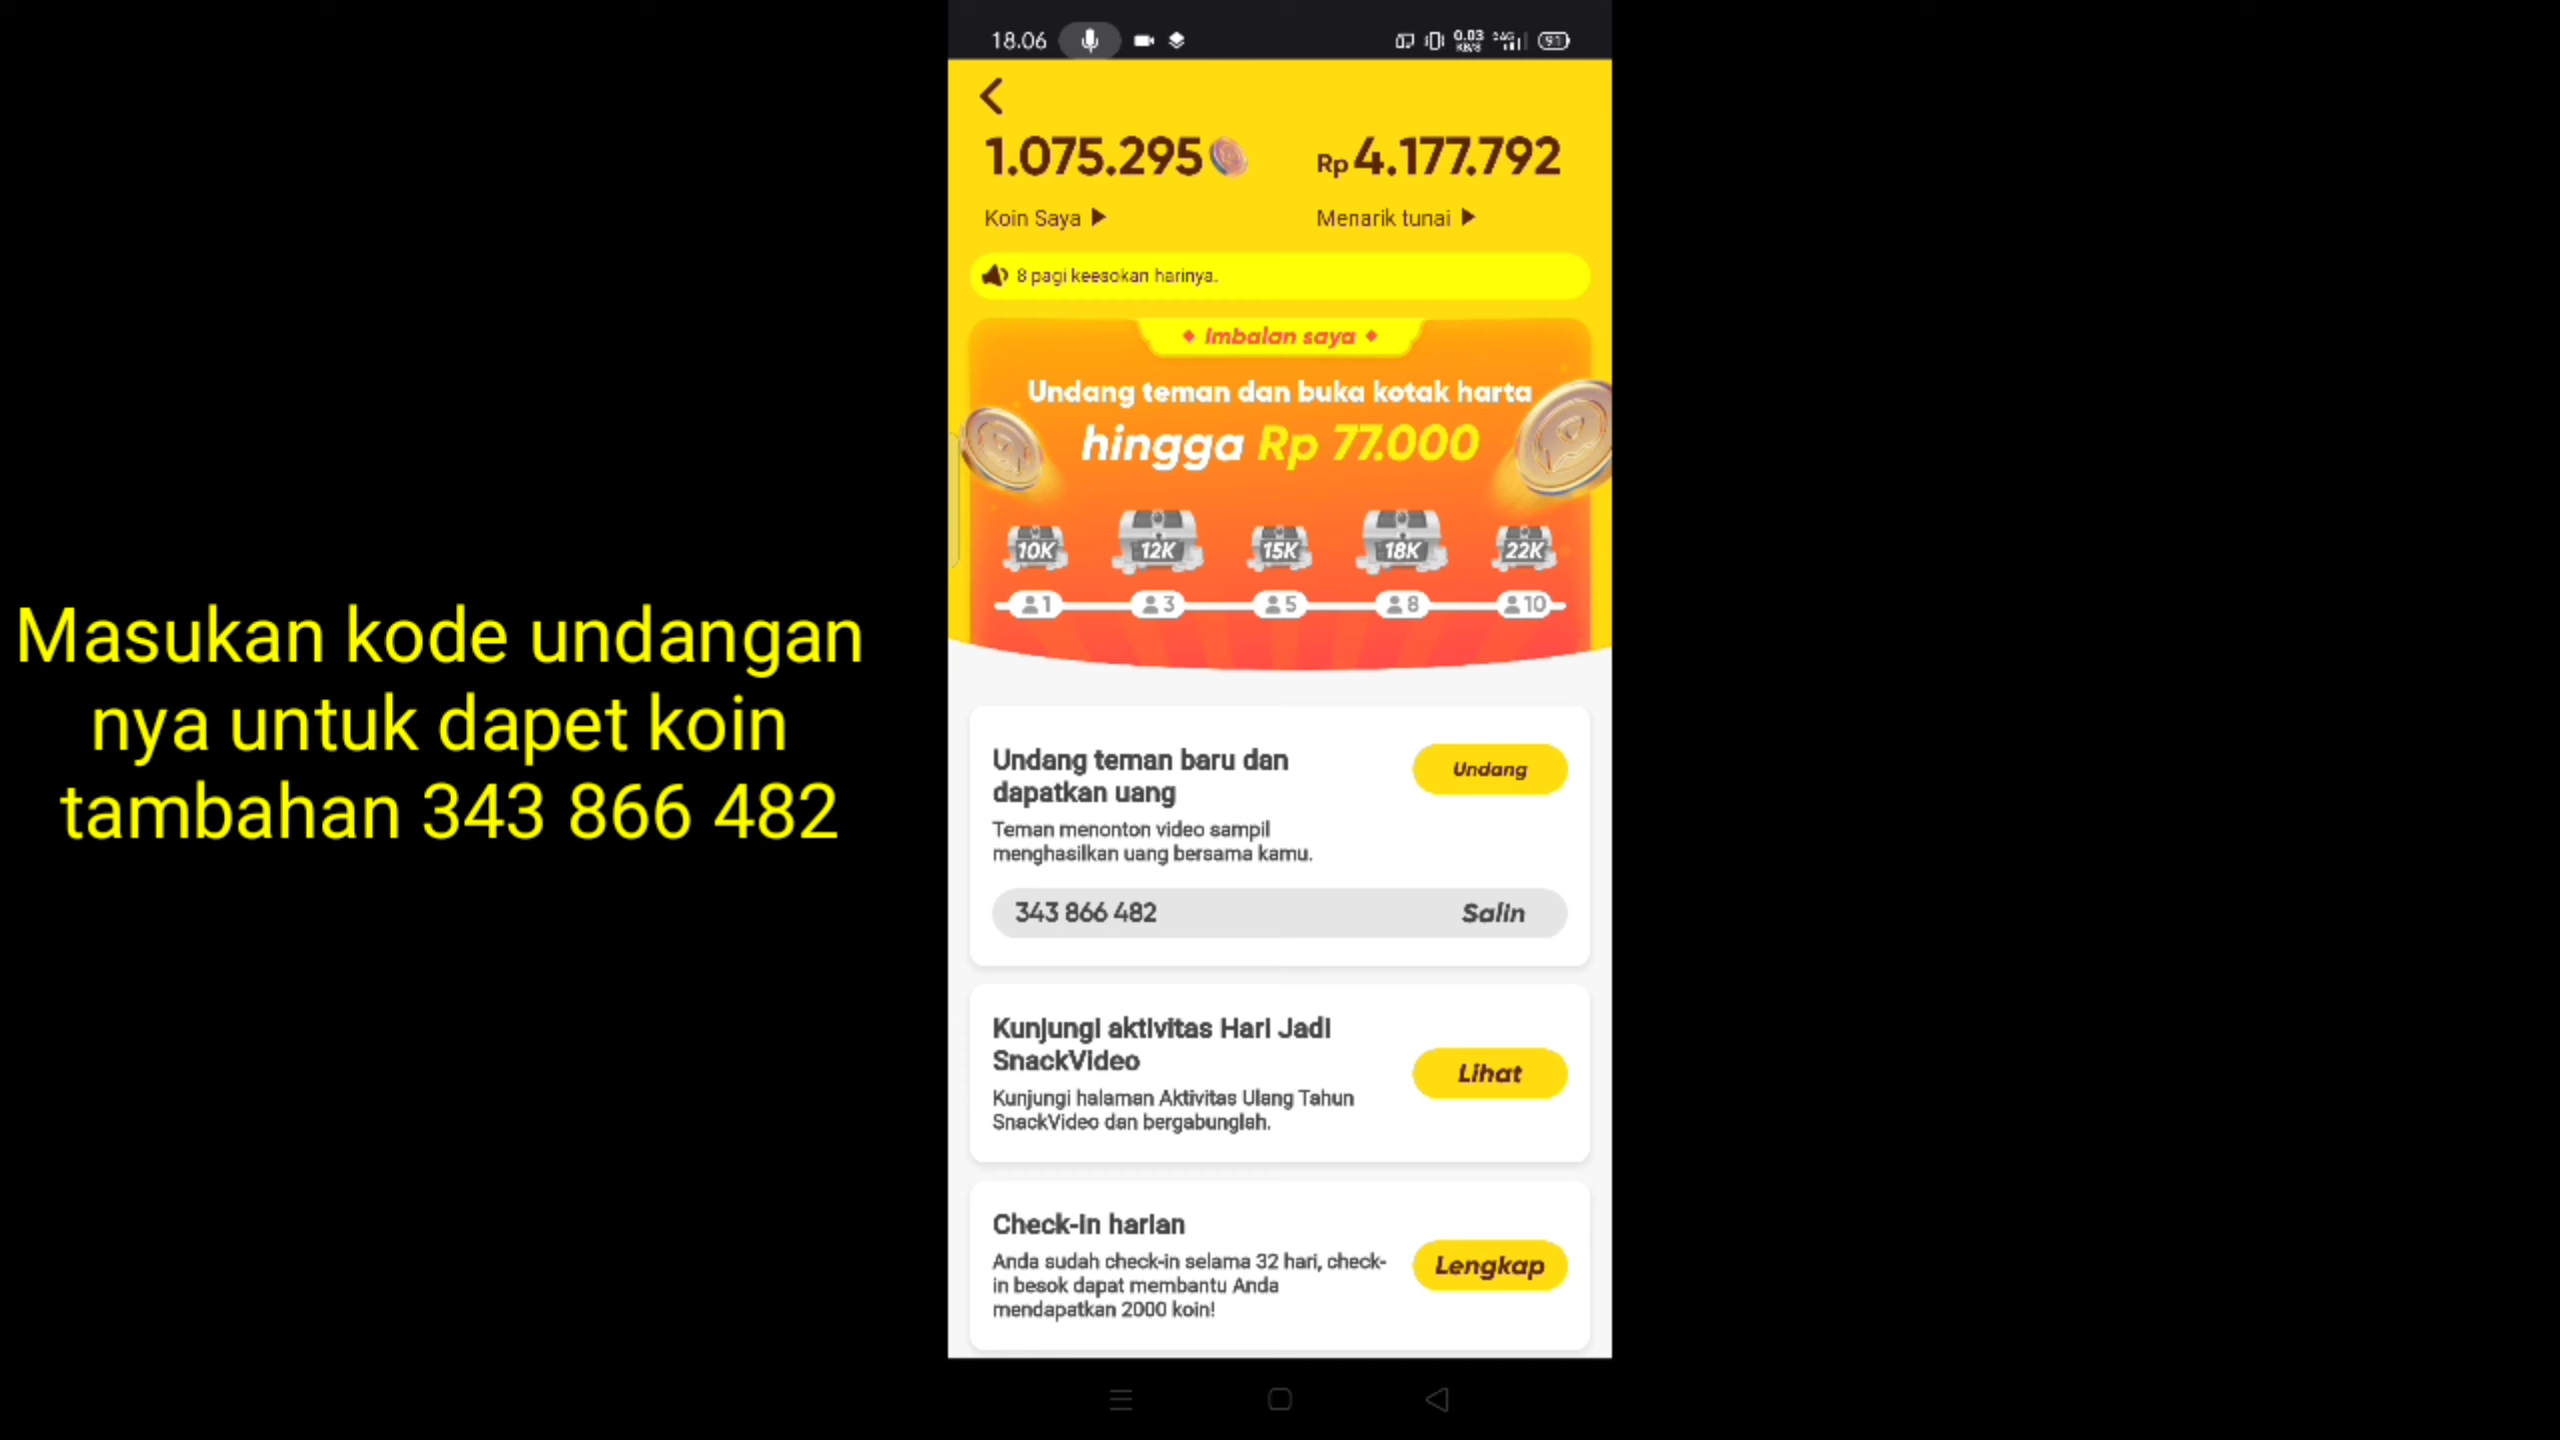 18.06
0.03
KB/S
91
1.075.295
Rp 4.177.792
Koin Saya
Menarik tunai
8 pagi keesokan harinya.
Imbalan saya
Undang teman dan buka kotak harta
hingga Rp 77.000
10K 12K 15K 18K 22K
1 3 5 8 10
Masukan kode undangan
nya untuk dapet koin
tambahan 343 866 482
Undang teman baru dan
dapatkan uang
Undang
Teman menonton video sampil
menghasilkan uang bersama kamu.
343 866 482
Salin
Kunjungi aktivitas Hari Jadi
SnackVideo
Lihat
Kunjungi halaman Aktivitas Ulang Tahun
SnackVideo dan bergabunglah.
Check-in harian
Anda sudah check-in selama 32 hari, check-
in besok dapat membantu Anda
mendapatkan 2000 koin!
Lengkap